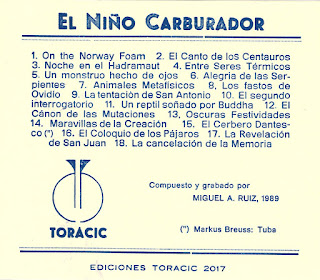 EL NIÑO CARBURADOR
1. On the Norway Foam 2. El Canto de los Centauros
3. Noche en el Hadramaut 4. Entre Seres Térmicos
5. Un monstruo hecho de ojos 6. Alegria de las Ser-
pientes 7. Animales Metafísicos 8. Los fastos de
Ovidio 9. La tentación de San Antonio 10. El segundo
interrogatorio 11. Un reptil soñado por Buddha 12. El
Cánon de las Mutaciones 13, Oscuras Festividades
14. Maravillas de la Creación 15. El Cerbero Dantes-
co (*) 16. El Coloquio de los Pájaros 17. La Revelación
de San Juan 18. La cancelación de la Memoria
Compuesto y grabado por
MIGUEL A. RUIZ, 1989
TORACIC
(*) Markus Breuss: Tuba
EDICIONES TORACIC 2017